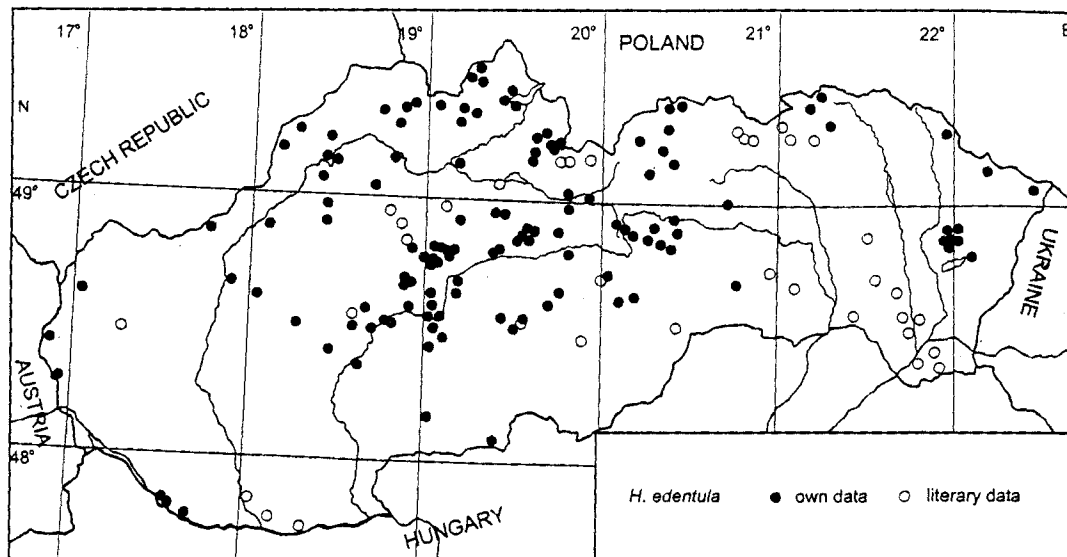 17° 18° 19° 20° 21° 22° E
POLAND
N
CZECH REPUBLIC
49°
UKRAINE
AUSTRIA
48°
HUNGARY
H. edentula ● own data ○ literary data